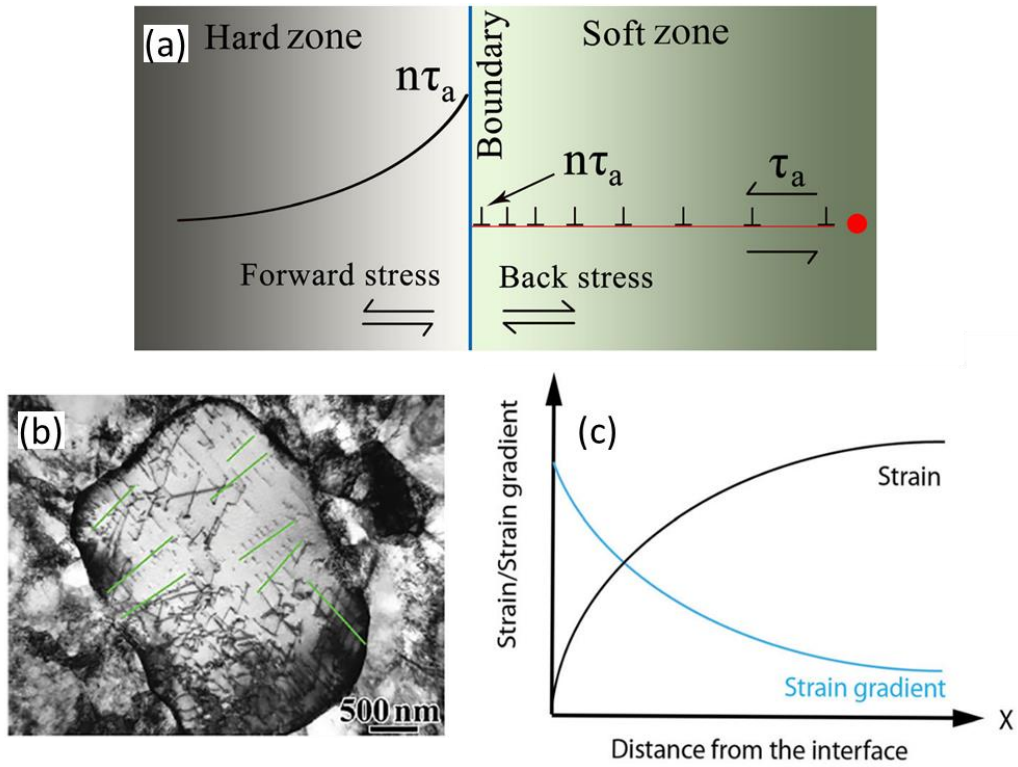 (a) Hard zone
Boundary
Soft zone
nτa
nτa
τa
Forward stress
Back stress
(b)
500 nm
(c)
Strain/Strain gradient
Strain
Strain gradient
X
Distance from the interface